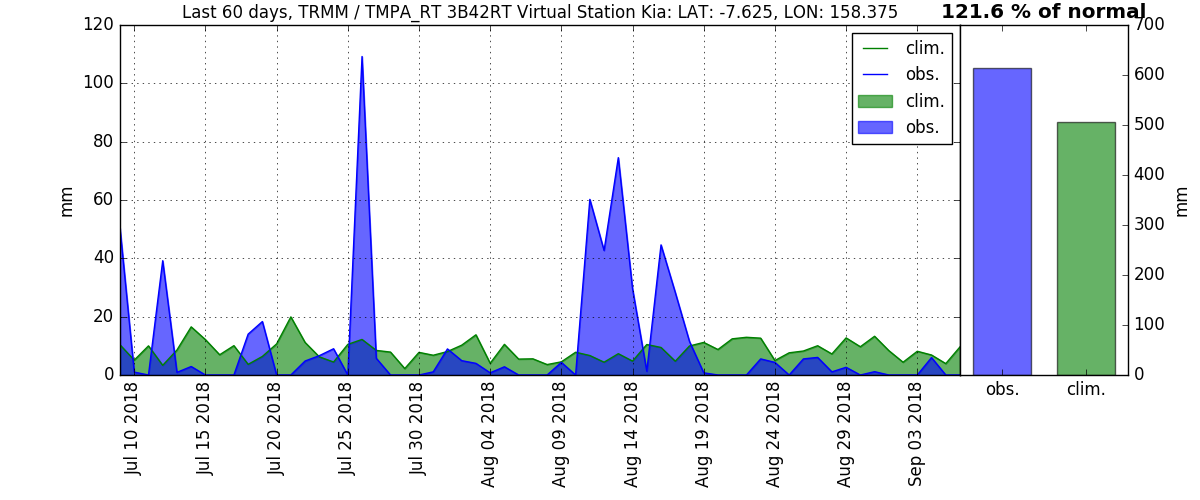 Last 60 days, TRMM / TMPA_RT 3B42RT Virtual Station Kia: LAT: -7.625, LON: 158.375
121.6 % of normal
120
100
80
60
40
20
0
mm
clim.
obs.
clim.
obs.
Jul 10 2018
Jul 15 2018
Jul 20 2018
Jul 25 2018
Jul 30 2018
Aug 04 2018
Aug 09 2018
Aug 14 2018
Aug 19 2018
Aug 24 2018
Aug 29 2018
Sep 03 2018
700
600
500
400
300
200
100
0
mm
obs.
clim.